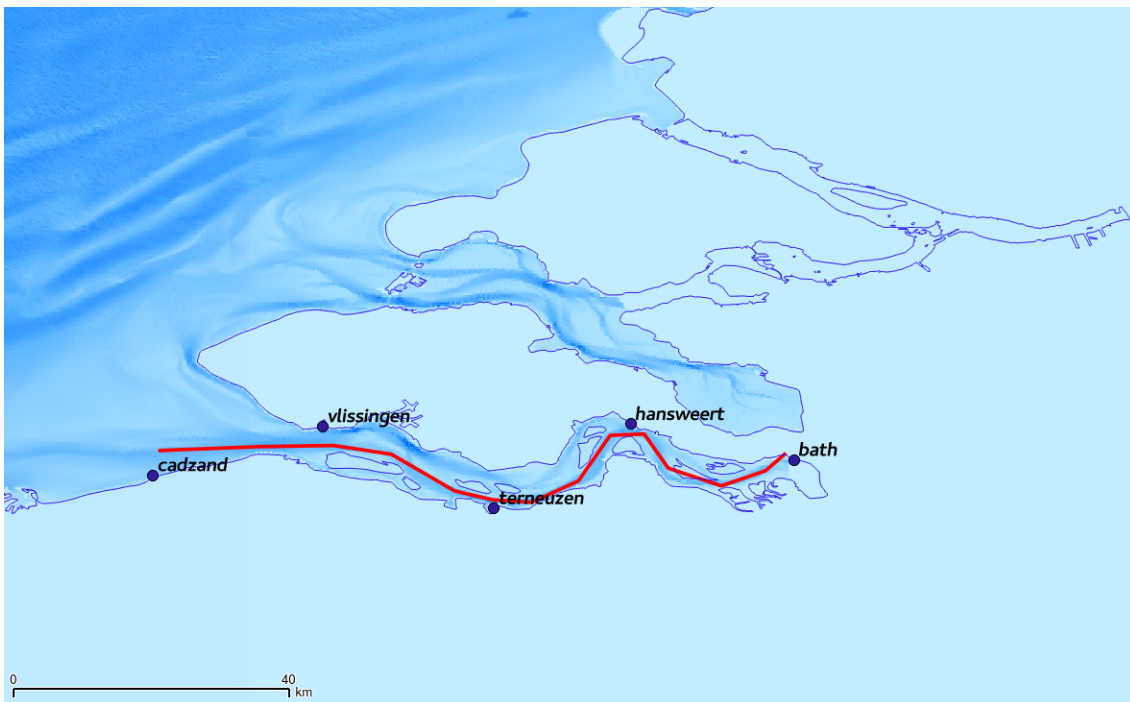 vlissingen
hansweert
cadzand
bath
terneuzen
0 40
km